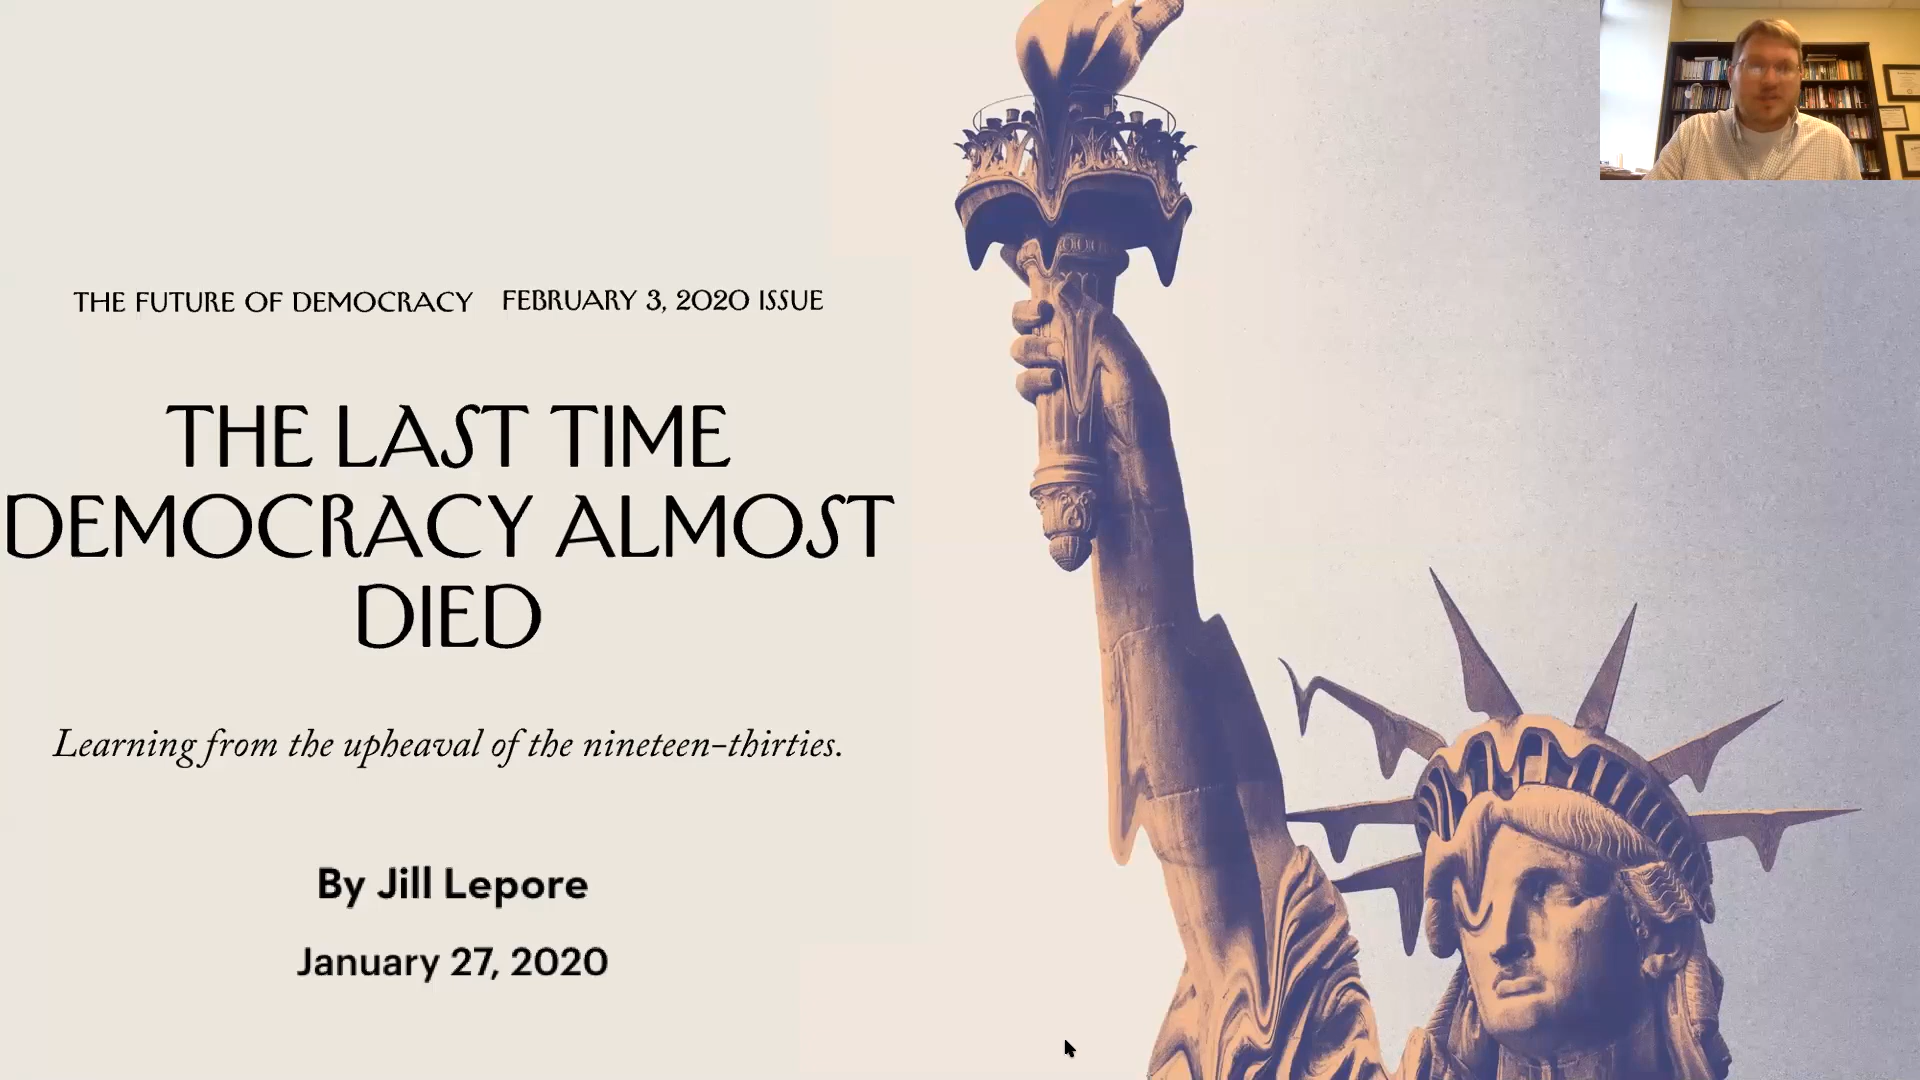 THE FUTURE OF DEMOCRACY FEBRUARY 3, 2020 ISSUE
THE LAST TIME
DEMOCRACY ALMOST
DIED
Learning from the upheaval of the nineteen-thirties.
By Jill Lepore
January 27, 2020